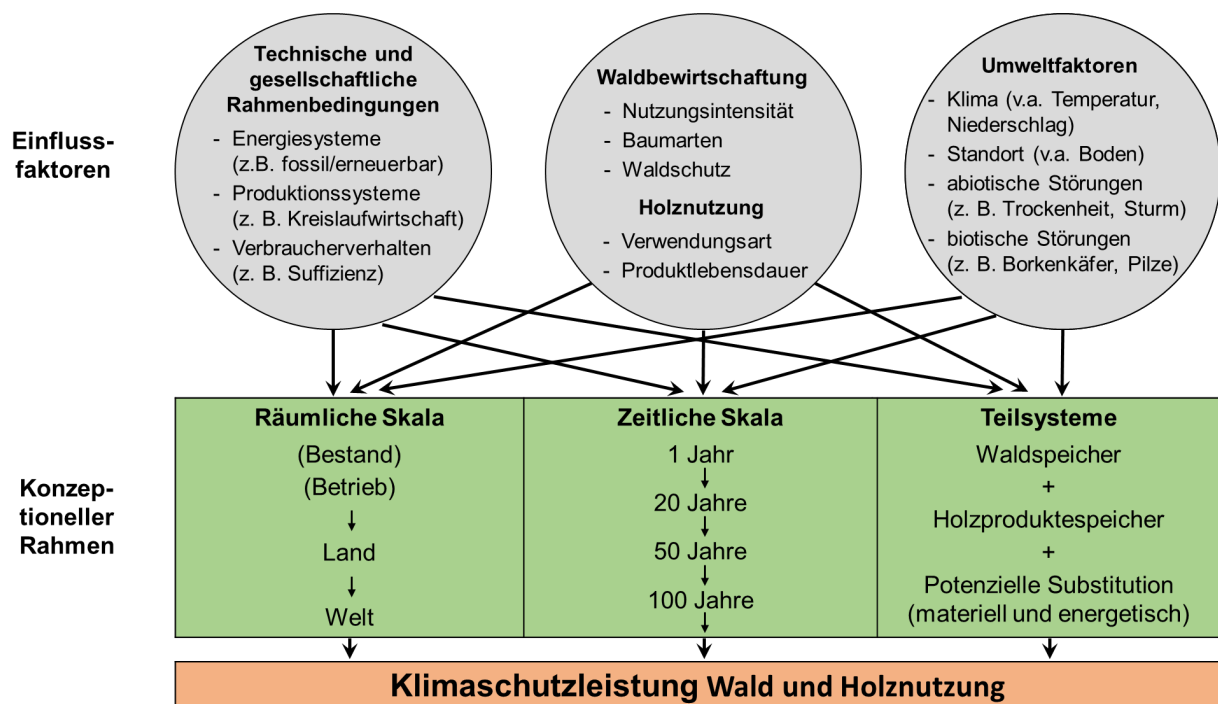 Einfluss-
faktoren
Technische und
gesellschaftliche
Rahmenbedingungen
- Energiesysteme
(z.B. fossil/erneuerbar)
- Produktionssysteme
(z. B. Kreislaufwirtschaft)
- Verbraucherverhalten
(z. B. Suffizienz)
Waldbewirtschaftung
- Nutzungsintensität
- Baumarten
- Waldschutz
Holznutzung
- Verwendungsart
- Produktlebensdauer
Umweltfaktoren
- Klima (v.a. Temperatur,
Niederschlag)
- Standort (v.a. Boden)
- abiotische Störungen
(z. B. Trockenheit, Sturm)
- biotische Störungen
(z. B. Borkenkäfer, Pilze)
Konzep-
tioneller
Rahmen
Räumliche Skala
(Bestand)
(Betrieb)
Land
Welt
Zeitliche Skala
1 Jahr
20 Jahre
50 Jahre
100 Jahre
Teilsysteme
Waldspeicher
+
Holzproduktespeicher
+
Potenzielle Substitution
(materiell und energetisch)
Klimaschutzleistung Wald und Holznutzung